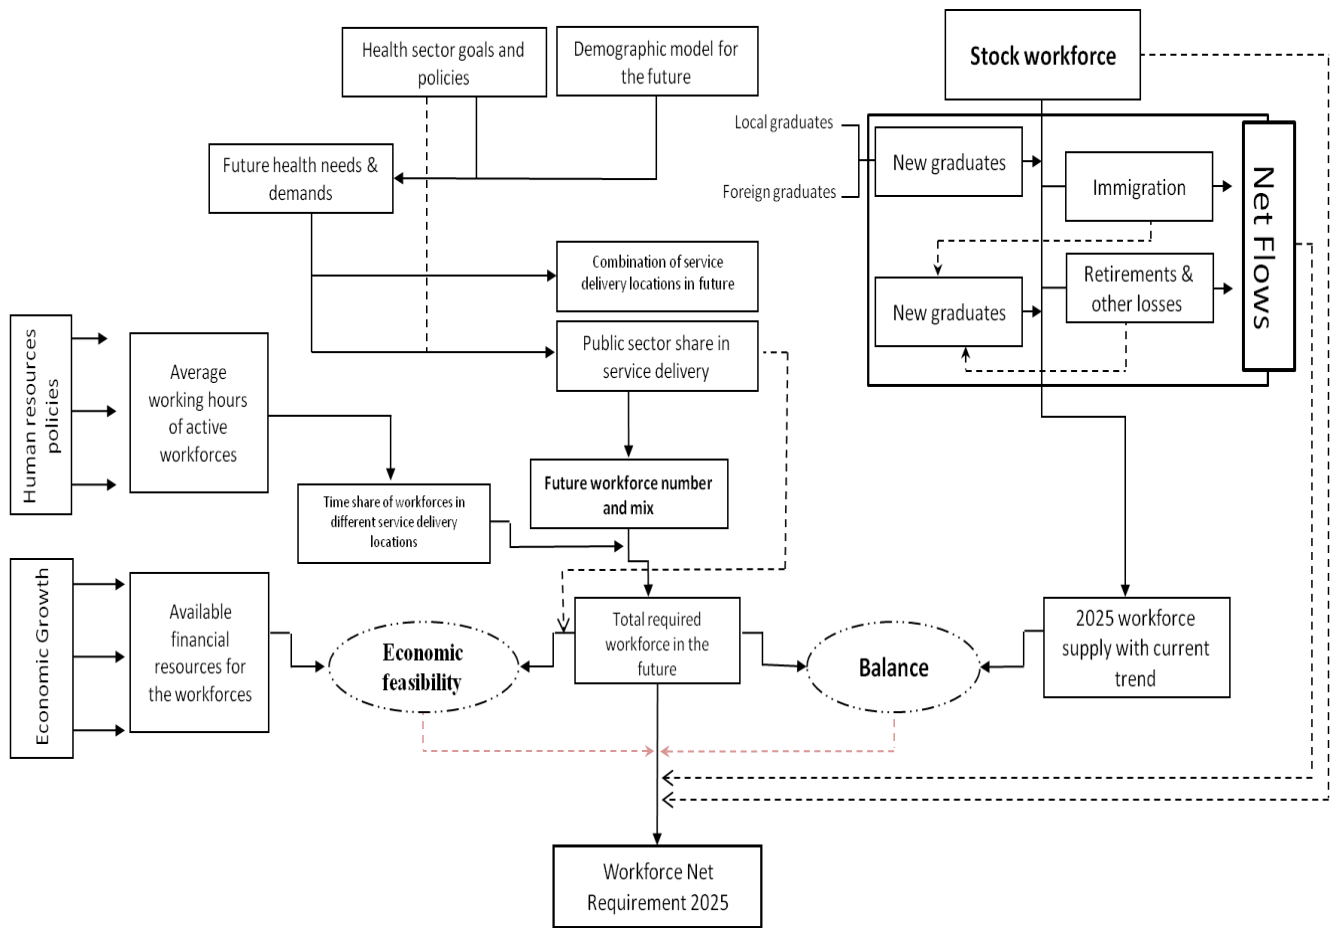 Health sector goals and
policies
Demographic model for
the future
Stock workforce
Local graduates
Foreign graduates
New graduates
Immigration
Net Flows
Future health needs &
demands
Combination of service
delivery locations in future
New graduates
Retirements &
other losses
Human resources
policies
Average
working hours
of active
workforces
Public sector share in
service delivery
Time share of workforces in
different service delivery
locations
Future workforce number
and mix
Economic Growth
Available
financial
resources for
the workforces
Economic
feasibility
Total required
workforce in the
future
Balance
2025 workforce
supply with current
trend
Workforce Net
Requirement 2025